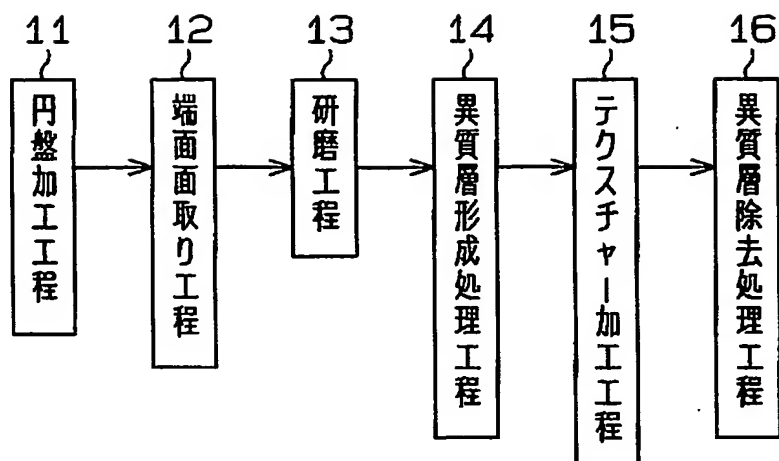 11
円盤加工工程
12
端面面取り工程
13
研磨工程
14
異質層形成処理工程
15
テクスチャー加工工程
16
異質層除去処理工程